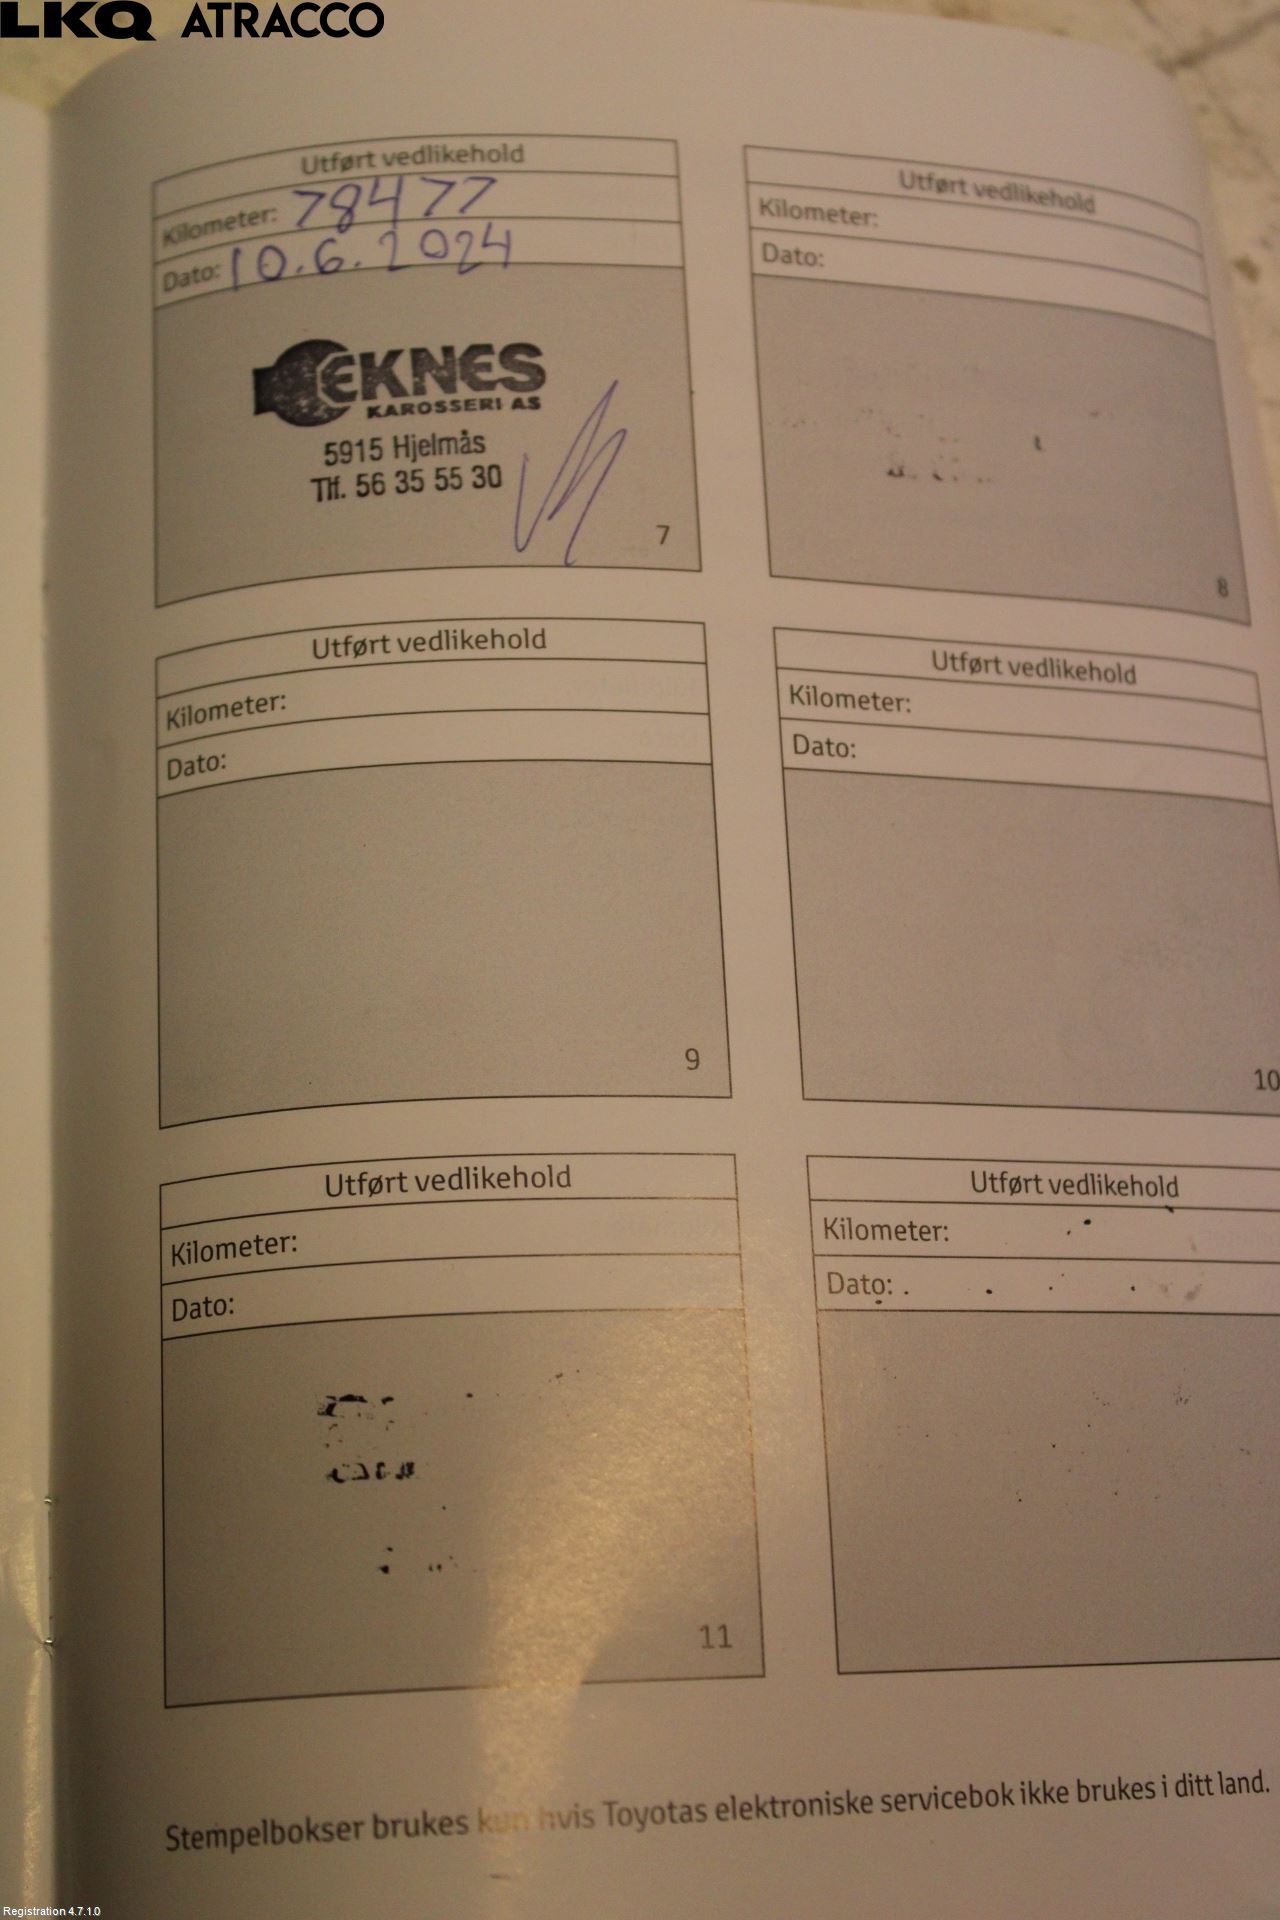 LKQ ATRACCO
Utført vedlikehold
Kilometer: 78477
Dato: 10.6.2024
EKNES
KAROSSERI AS
5915 Hjelmås
Tlf. 56 35 55 30
7
Utført vedlikehold
Kilometer:
Dato:
8
Utført vedlikehold
Kilometer:
Dato:
9
Utført vedlikehold
Kilometer:
Dato:
10
Utført vedlikehold
Kilometer:
Dato:
11
Utført vedlikehold
Kilometer:
Dato:
Stempelbokser brukes kun hvis Toyotas elektroniske servicebok ikke brukes i ditt land.
Registration 4.7.1.0